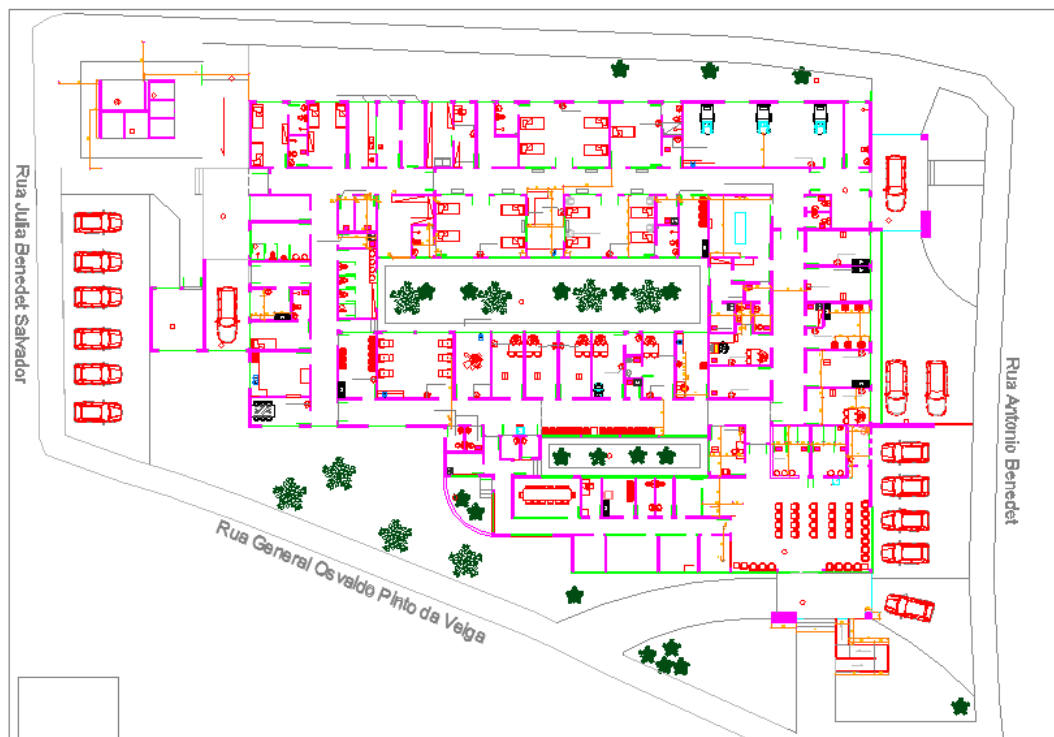 Rua Julia Benedet Salvador
Rua General Osvaldo Pinto da Veiga
Rua Antonio Benedet